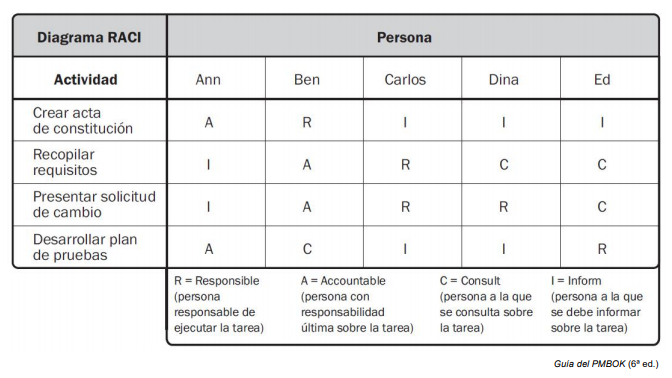 Diagrama RACI Persona
Actividad Ann Ben Carlos Dina Ed
Crear acta
de constitución A R I I I
Recopilar
requisitos I A R C C
Presentar solicitud
de cambio I A R R C
Desarrollar plan
de pruebas A C I I R
R = Responsible A = Accountable C = Consult I = Inform
(persona (persona con (persona a la que (persona a la que
responsable de responsabilidad se consulta sobre se debe informar
ejecutar la tarea) última sobre la tarea) la tarea) sobre la tarea)
Guia del PMBOK (6ª ed.)